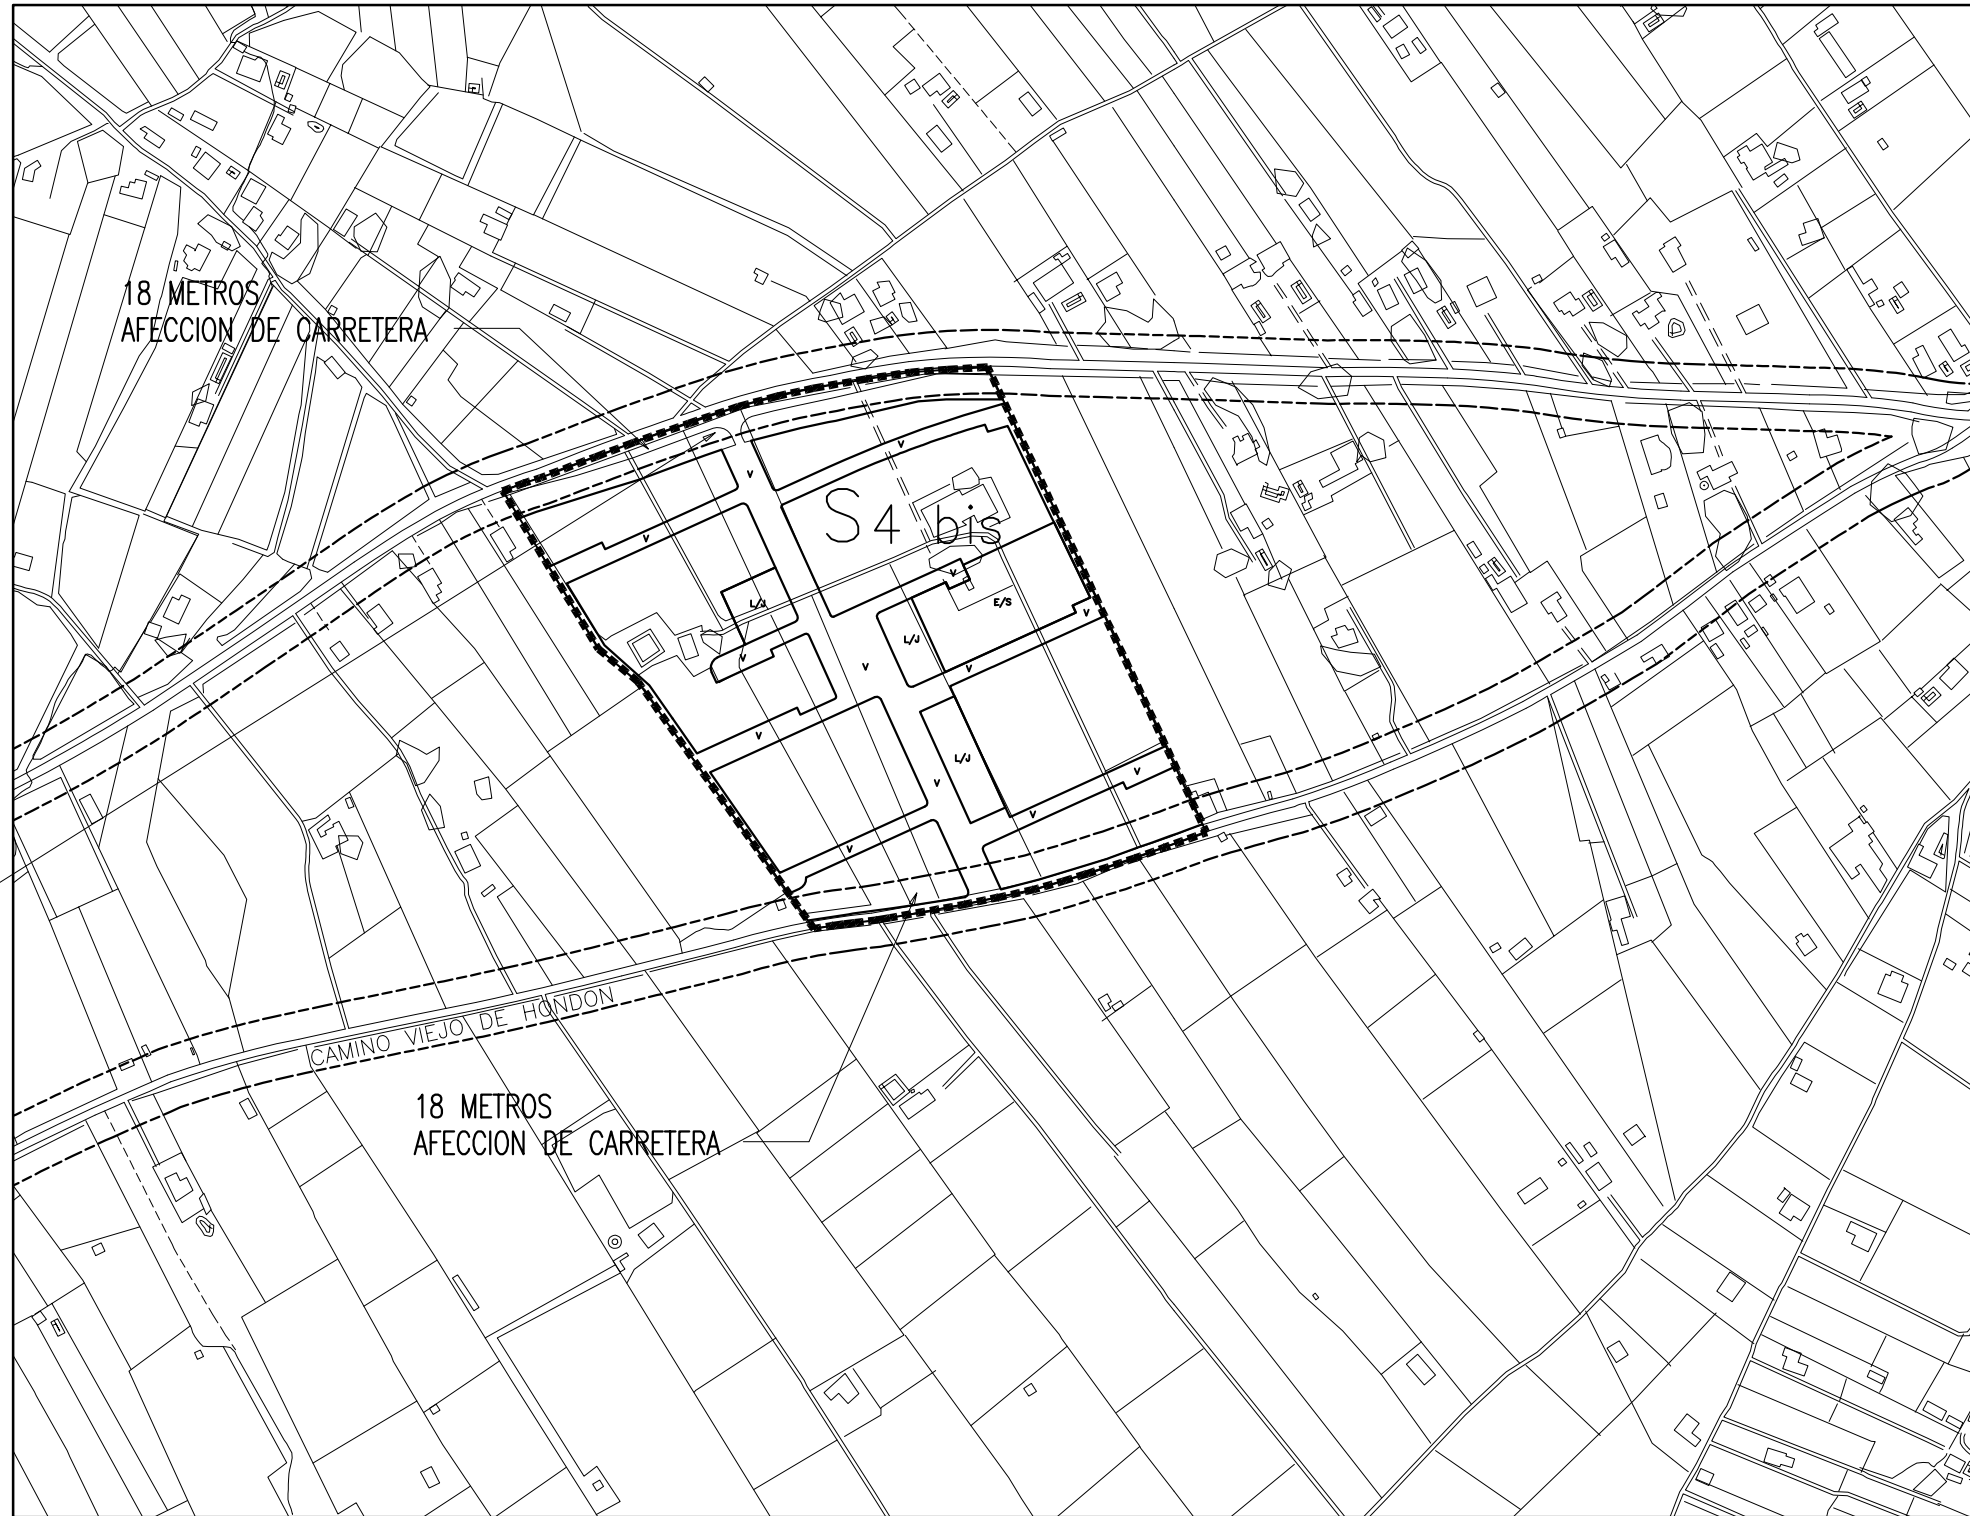 18 METROS
AFECCION DE CARRETERA
V
V
S4 bis
V
V
L/J
E/S
V
L/J
V
V
V
V
L/J
V
V
V
V
CAMINO VIEJO DE HONDON
18 METROS
AFECCION DE CARRETERA